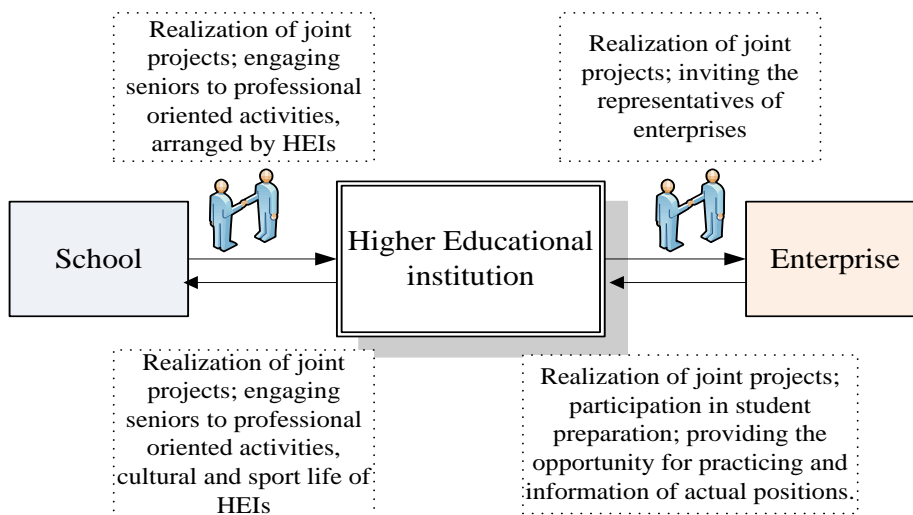 Realization of joint
projects; engaging
seniors to professional
oriented activities,
arranged by HEIs
Realization of joint
projects; inviting the
representatives of
enterprises
School
Higher Educational
institution
Enterprise
Realization of joint
projects; engaging
seniors to professional
oriented activities,
cultural and sport life of
HEIs
Realization of joint projects;
participation in student
preparation; providing the
opportunity for practicing and
information of actual positions.